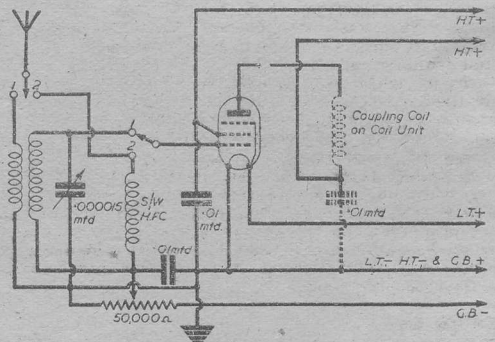 HT+
HT+
1 2
1
2
Coupling Coil
on Coil Unit
.000015
mfd
S/W.
H.F.C
.01
mfd.
.01 mfd
L.T.+
.01mfd
L.T.- H.T.- & G.B.+
50,000Ω
G.B.-